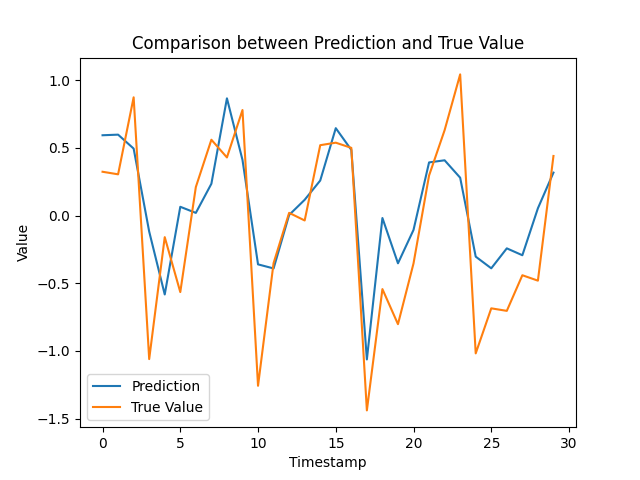 Comparison between Prediction and True Value
1.0
0.5
0.0
−0.5
−1.0
−1.5
Value
Prediction
True Value
0 5 10 15 20 25 30
Timestamp